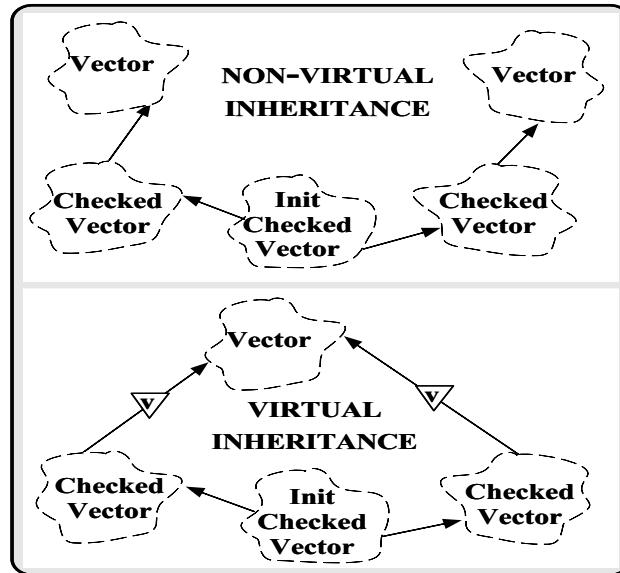 Vector
NON-VIRTUAL
INHERITANCE
Vector
Checked
Vector
Init
Checked
Vector
Checked
Vector
Vector
v
v
VIRTUAL
INHERITANCE
Checked
Vector
Init
Checked
Vector
Checked
Vector